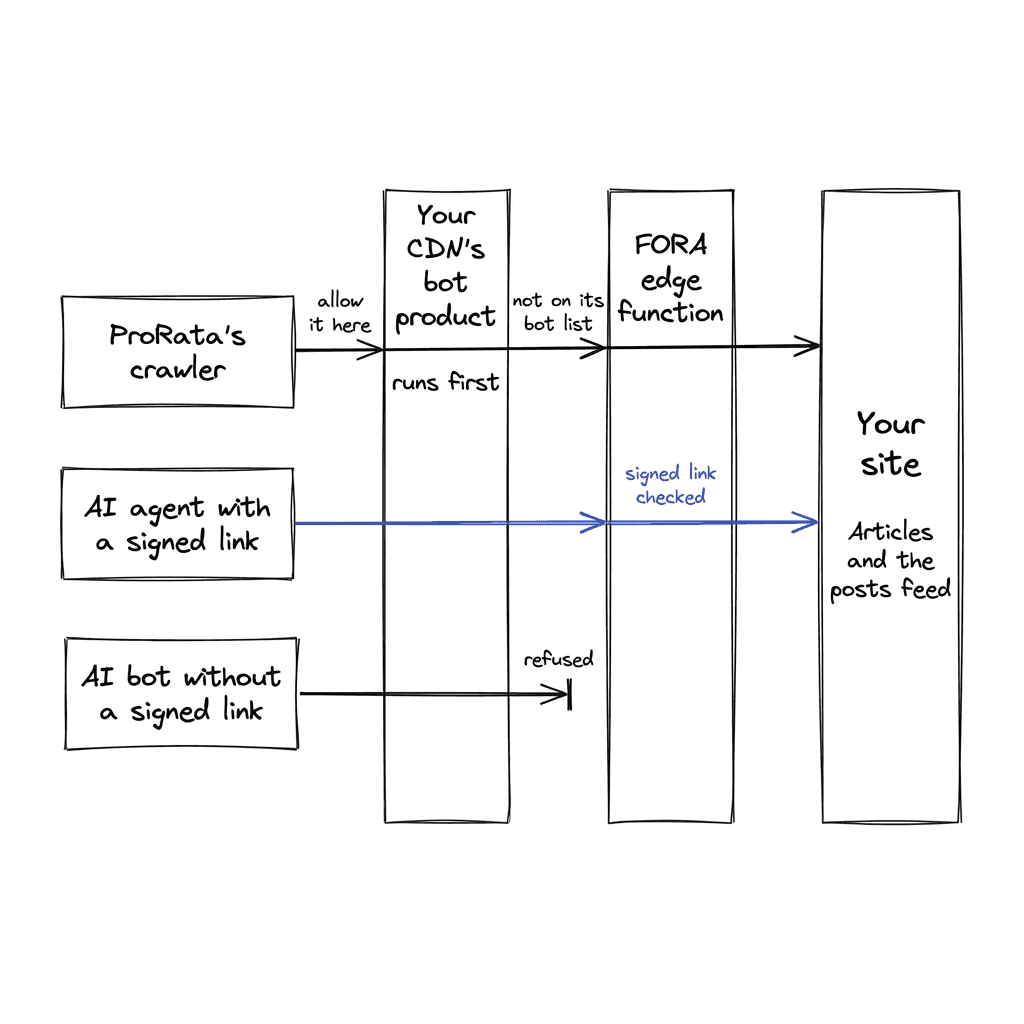 Your
CDN's
bot
product
runs first
FORA
edge
function
allow
it here
not on its
bot list
ProRata's
crawler
Your
site
Articles
and the
posts feed
signed link
checked
AI agent with
a signed link
refused
AI bot without
a signed link